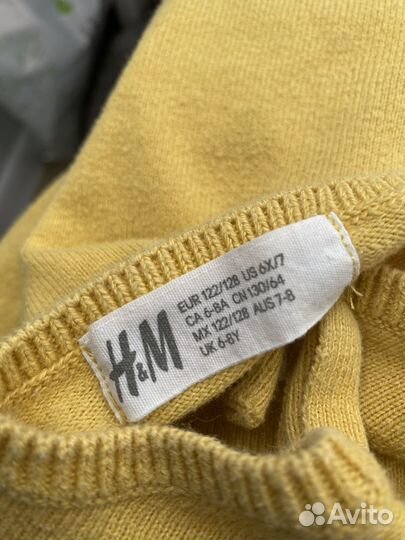 H&M
EUR 122/128 US 6X/7
CA 6-8A CN 130/64
MX 122/128 AUS 7-8
UK 6-8Y
Avito